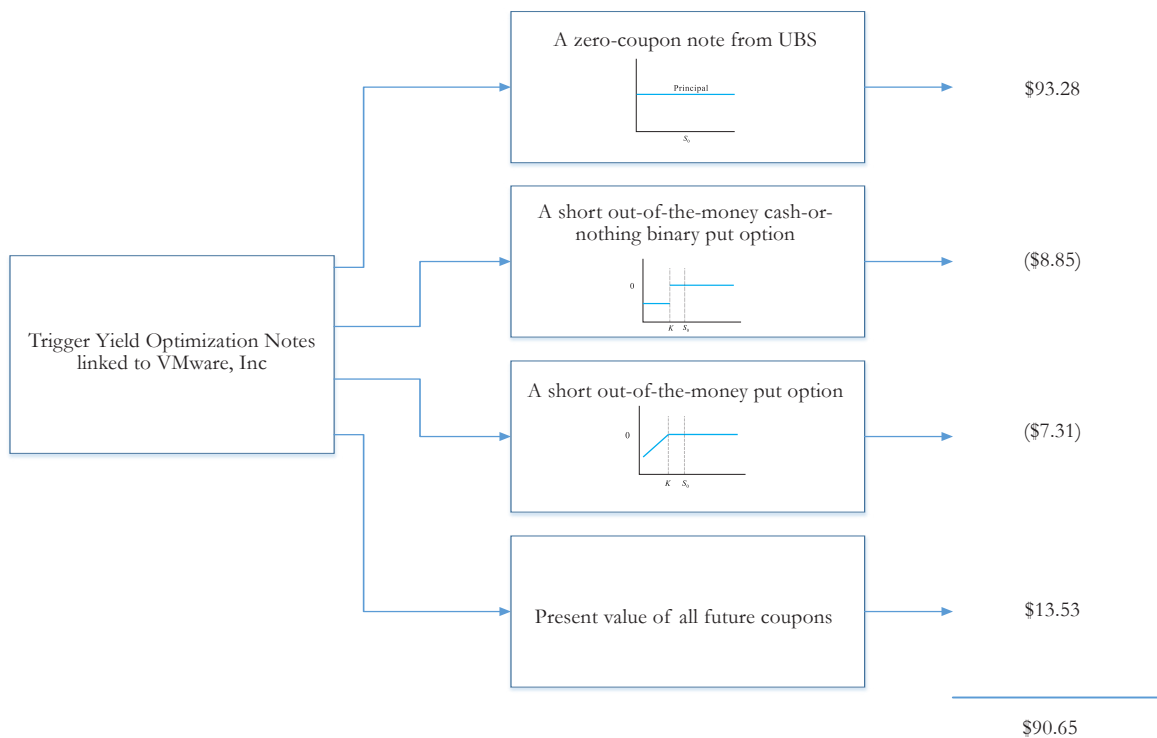 A zero-coupon note from UBS
Principal
S₀
$93.28
A short out-of-the-money cash-or-
nothing binary put option
0
K S₀
($8.85)
Trigger Yield Optimization Notes
linked to VMware, Inc
A short out-of-the-money put option
0
K S₀
($7.31)
Present value of all future coupons
$13.53
$90.65